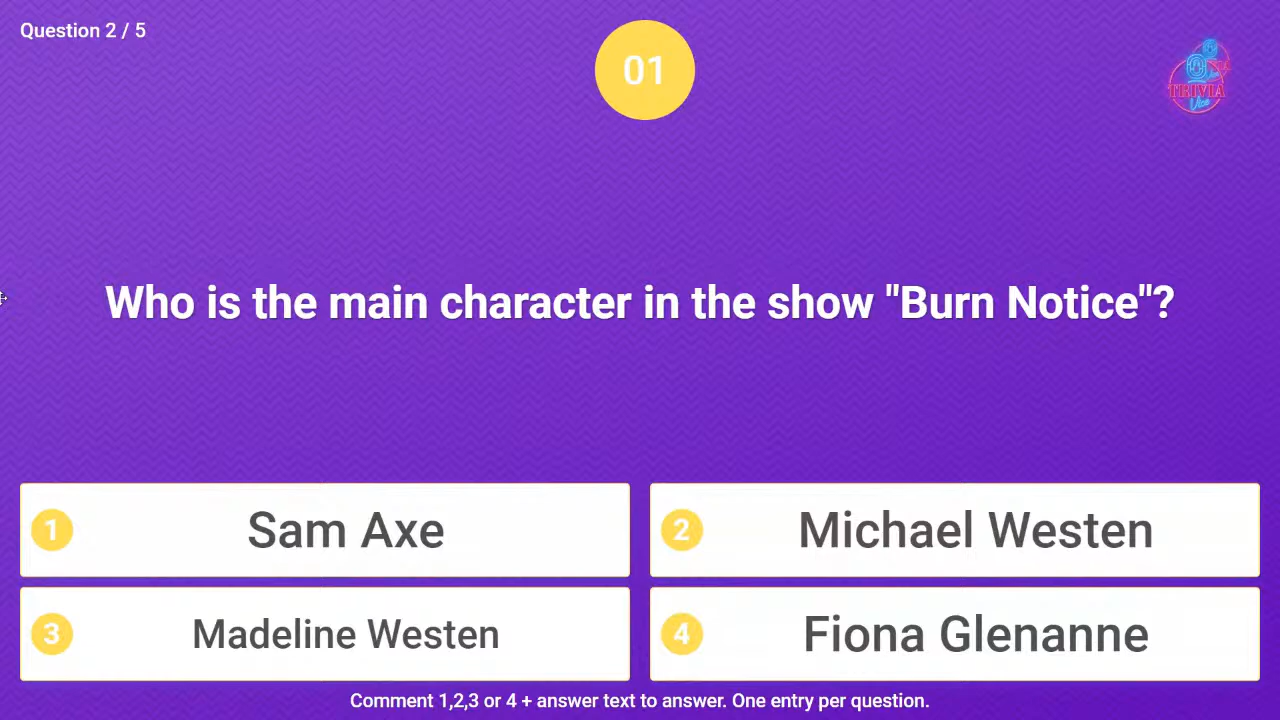 Question 2 / 5
01
TRIVIA
Vice
Who is the main character in the show "Burn Notice"?
1 Sam Axe
2 Michael Westen
3 Madeline Westen
4 Fiona Glenanne
Comment 1,2,3 or 4 + answer text to answer. One entry per question.